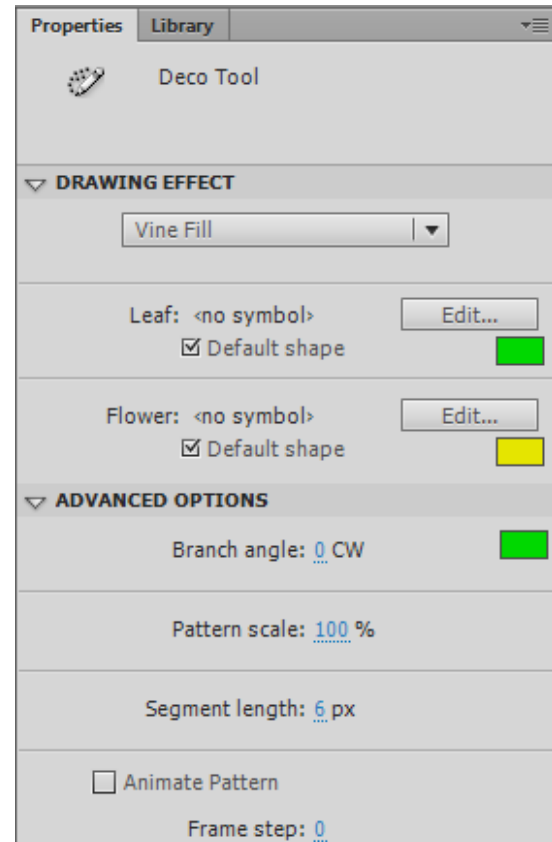 Properties Library
Deco Tool
DRAWING EFFECT
Vine Fill
Leaf: <no symbol> Edit...
Default shape
Flower: <no symbol> Edit...
Default shape
ADVANCED OPTIONS
Branch angle: 0 CW
Pattern scale: 100 %
Segment length: 6 px
Animate Pattern
Frame step: 0